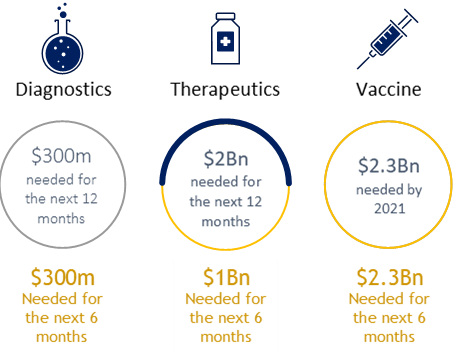 Diagnostics
Therapeutics
Vaccine
$300m
needed for
the next 12
months
$2Bn
needed for
the next 12
months
$2.3Bn
needed by
2021
$300m
Needed for
the next 6
months
$1Bn
Needed for
the next 6
months
$2.3Bn
Needed for
the next 6
months